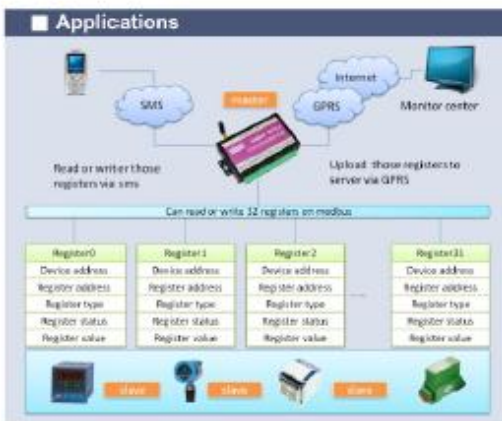 Applications
Internet
SMS
master
GPRS
Monitor center
Read or writer those
registers via sms
Upload those registers to
server via GPRS
Can read or write 32 registers on modbus
Register0
Device address
Register address
Register type
Register status
Register value
Register1
Device address
Register address
Register type
Register status
Register value
Register2
Device address
Register address
Register type
Register status
Register value
......
Register31
Device address
Register address
Register type
Register status
Register value
slave
slave
slave